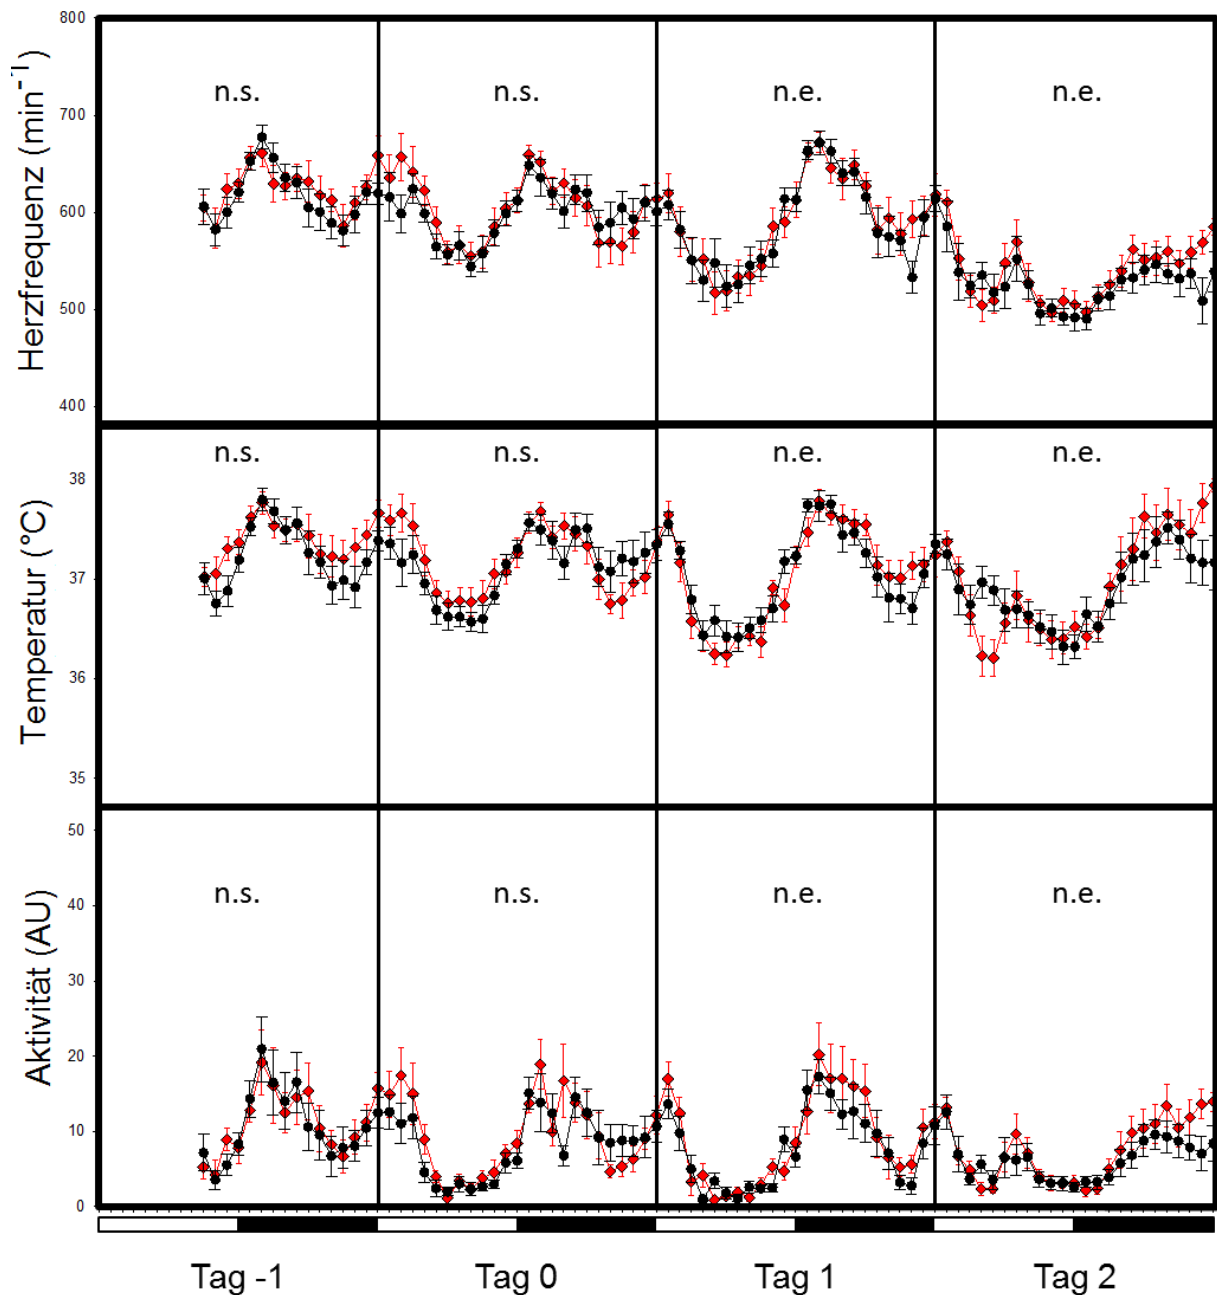 Herzfrequenz (min⁻¹)
800
700
600
500
400
n.s.
n.s.
n.e.
n.e.
Temperatur (°C)
38
37
36
35
n.s.
n.s.
n.e.
n.e.
Aktivität (AU)
50
40
30
20
10
0
n.s.
n.s.
n.e.
n.e.
Tag -1
Tag 0
Tag 1
Tag 2